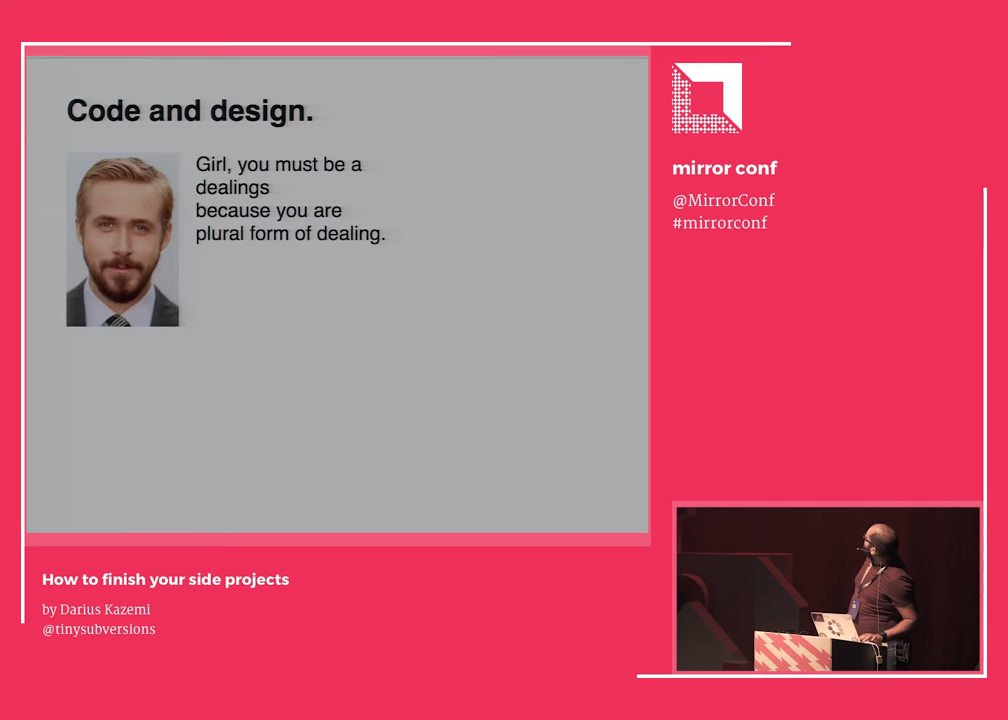 Code and design.
Girl, you must be a
dealings
because you are
plural form of dealing.
mirror conf
@MirrorConf
#mirrorconf
How to finish your side projects
by Darius Kazemi
@tinysubversions